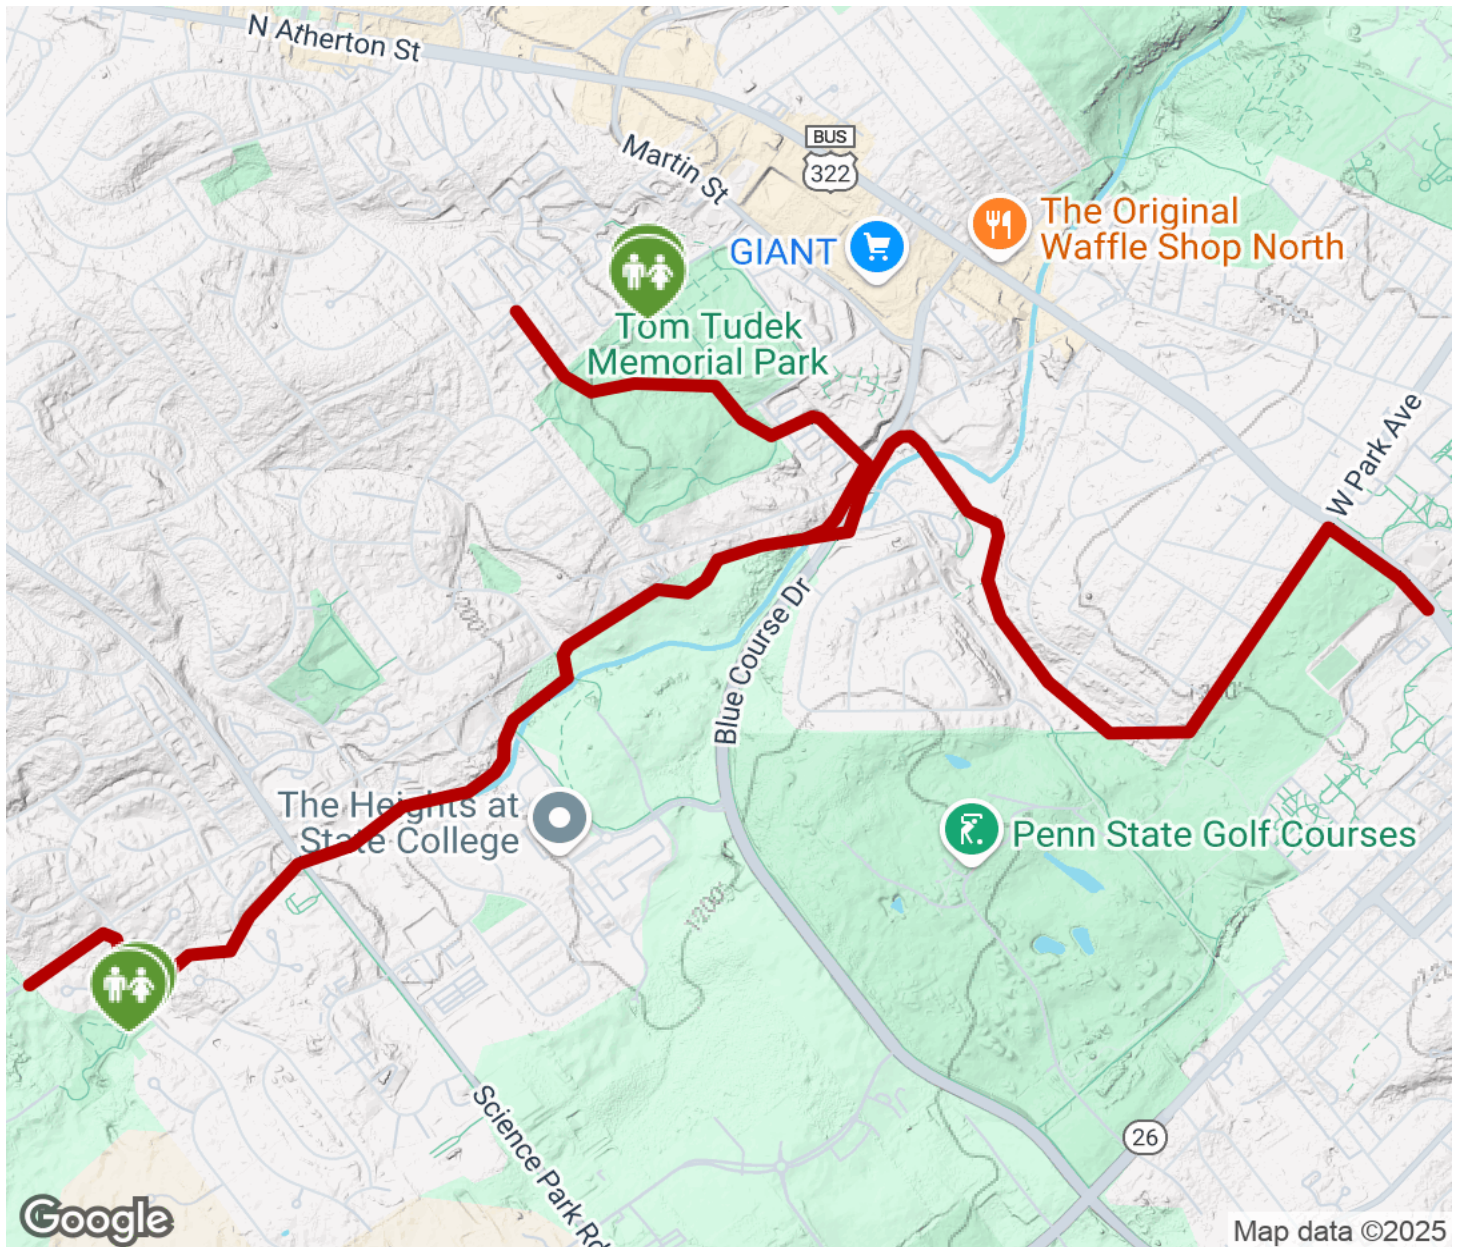 N Atherton St
Martin St
BUS
322
The Original
Waffle Shop North
GIANT
Tom Tudek
Memorial Park
W Park Ave
Blue Course Dr
The Heights at
State College
Penn State Golf Courses
1200'
Science Park Rd
26
Google
Map data ©2025